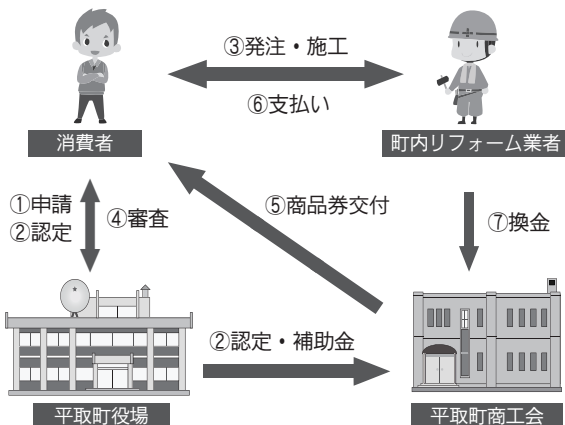 ③発注・施工
⑥支払い
消費者
町内リフォーム業者
①申請
②認定
④審査
⑤商品券交付
⑦換金
②認定・補助金
平取町役場
平取町商工会